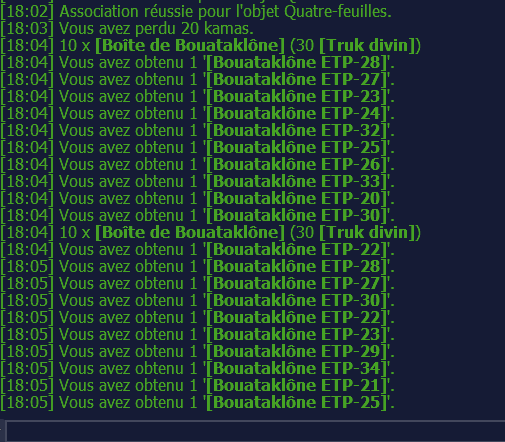 [18:02] Association réussie pour l'objet Quatre-feuilles.
[18:03] Vous avez perdu 20 kamas.
[18:04] 10 x [Boîte de Bouataklône] (30 [Truk divin])
[18:04] Vous avez obtenu 1 '[Bouataklône ETP-28]'.
[18:04] Vous avez obtenu 1 '[Bouataklône ETP-27]'.
[18:04] Vous avez obtenu 1 '[Bouataklône ETP-23]'.
[18:04] Vous avez obtenu 1 '[Bouataklône ETP-24]'.
[18:04] Vous avez obtenu 1 '[Bouataklône ETP-32]'.
[18:04] Vous avez obtenu 1 '[Bouataklône ETP-25]'.
[18:04] Vous avez obtenu 1 '[Bouataklône ETP-26]'.
[18:04] Vous avez obtenu 1 '[Bouataklône ETP-33]'.
[18:04] Vous avez obtenu 1 '[Bouataklône ETP-20]'.
[18:04] Vous avez obtenu 1 '[Bouataklône ETP-30]'.
[18:04] 10 x [Boîte de Bouataklône] (30 [Truk divin])
[18:04] Vous avez obtenu 1 '[Bouataklône ETP-22]'.
[18:05] Vous avez obtenu 1 '[Bouataklône ETP-28]'.
[18:05] Vous avez obtenu 1 '[Bouataklône ETP-27]'.
[18:05] Vous avez obtenu 1 '[Bouataklône ETP-30]'.
[18:05] Vous avez obtenu 1 '[Bouataklône ETP-22]'.
[18:05] Vous avez obtenu 1 '[Bouataklône ETP-23]'.
[18:05] Vous avez obtenu 1 '[Bouataklône ETP-29]'.
[18:05] Vous avez obtenu 1 '[Bouataklône ETP-34]'.
[18:05] Vous avez obtenu 1 '[Bouataklône ETP-21]'.
[18:05] Vous avez obtenu 1 '[Bouataklône ETP-25]'.